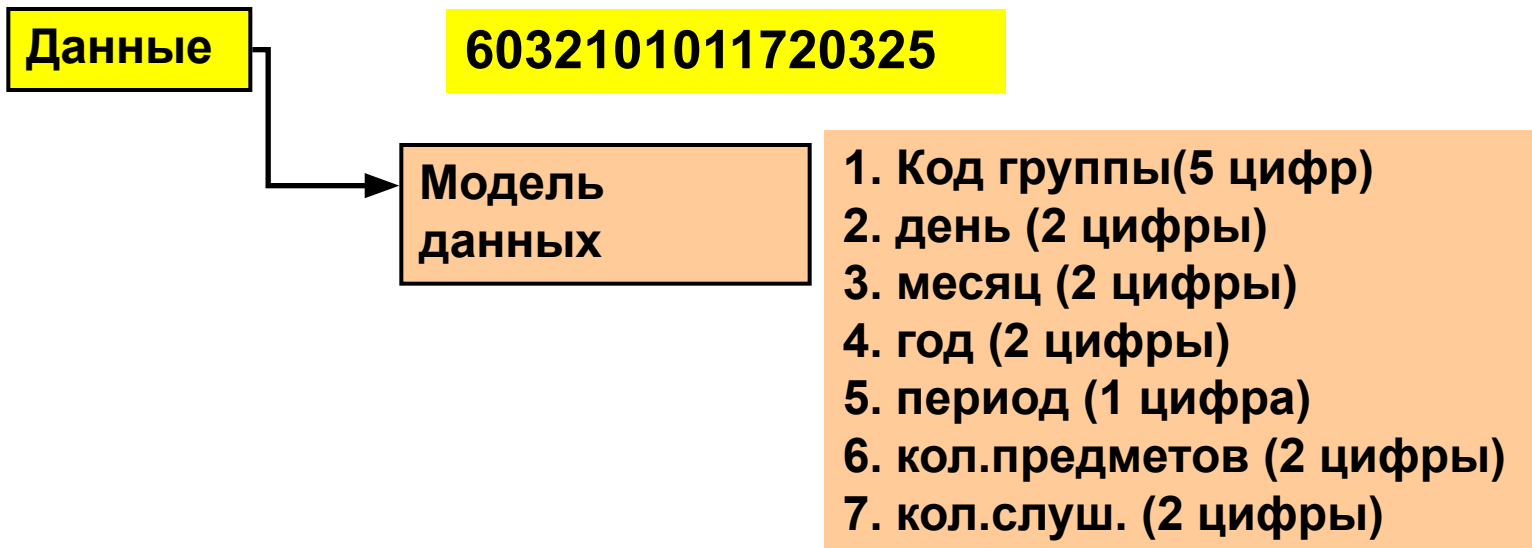 Данные
6032101011720325
Модель
данных
1. Код группы(5 цифр)
2. день (2 цифры)
3. месяц (2 цифры)
4. год (2 цифры)
5. период (1 цифра)
6. кол.предметов (2 цифры)
7. кол.слуш. (2 цифры)